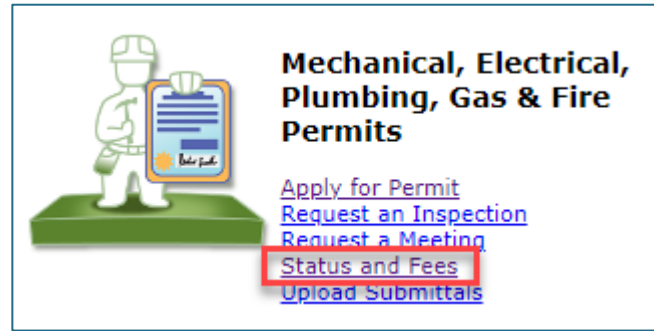 Mechanical, Electrical,
Plumbing, Gas & Fire
Permits
Apply for Permit
Request an Inspection
Request a Meeting
Status and Fees
Upload Submittals